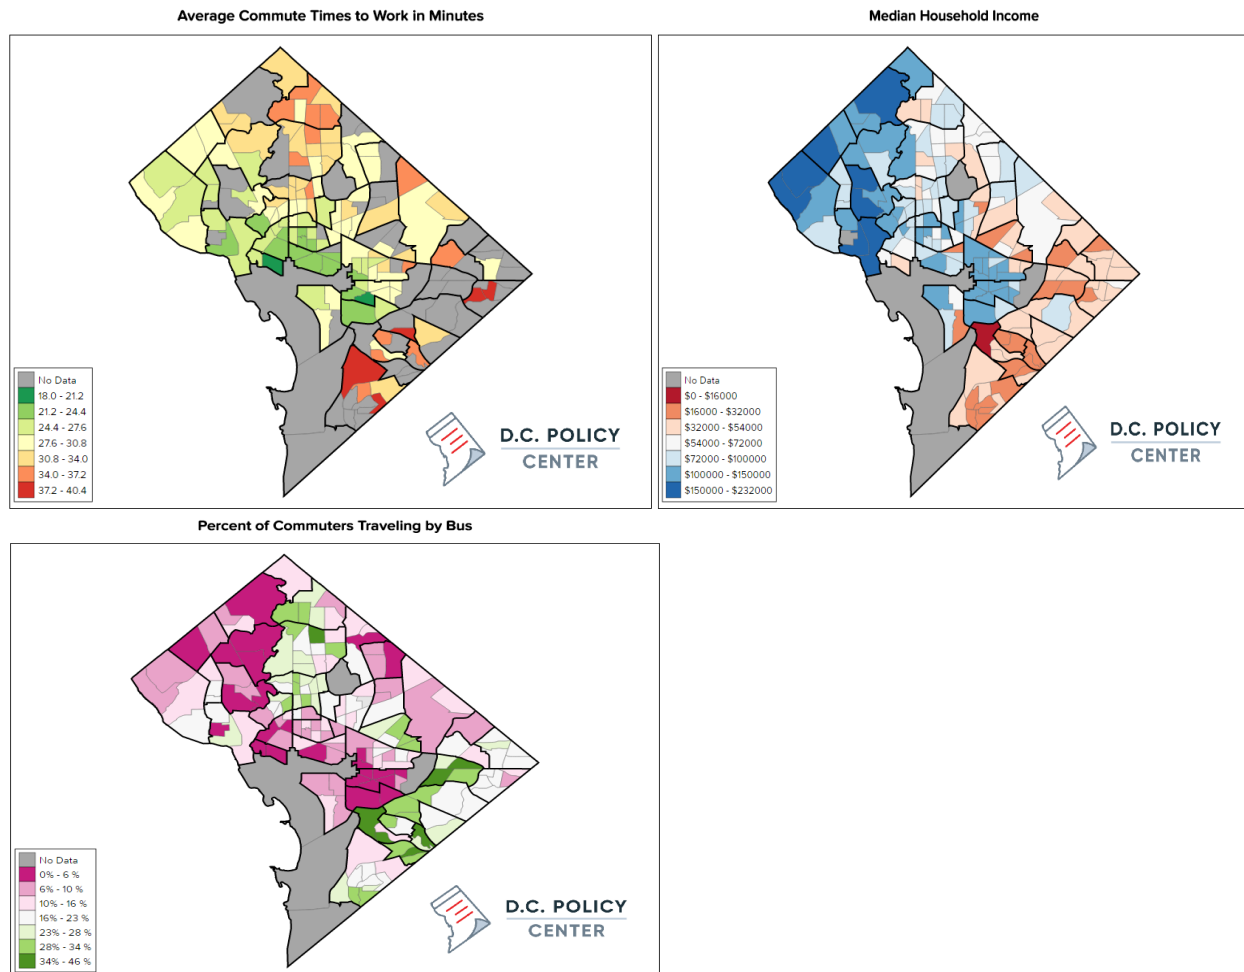 Average Commute Times to Work in Minutes
No Data
18.0 - 21.2
21.2 - 24.4
24.4 - 27.6
27.6 - 30.8
30.8 - 34.0
34.0 - 37.2
37.2 - 40.4
D.C. POLICY
CENTER
Median Household Income
No Data
$0 - $16000
$16000 - $32000
$32000 - $54000
$54000 - $72000
$72000 - $100000
$100000 - $150000
$150000 - $232000
D.C. POLICY
CENTER
Percent of Commuters Traveling by Bus
No Data
0% - 6 %
6% - 10 %
10% - 16 %
16% - 23 %
23% - 28 %
28% - 34 %
34% - 46 %
D.C. POLICY
CENTER